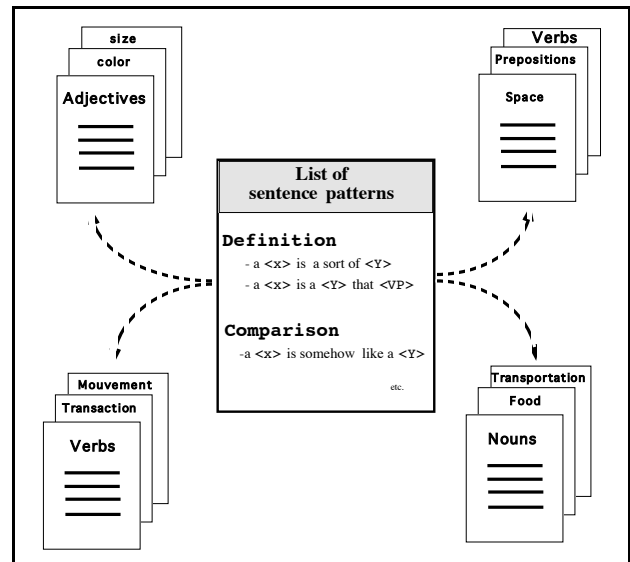 size
color
Adjectives
Verbs
Prepositions
Space
List of
sentence patterns
Definition
- a <x> is a sort of <Y>
- a <x> is a <Y> that <VP>
Comparison
-a <x> is somehow like a <Y>
etc.
Mouvement
Transaction
Verbs
Transportation
Food
Nouns